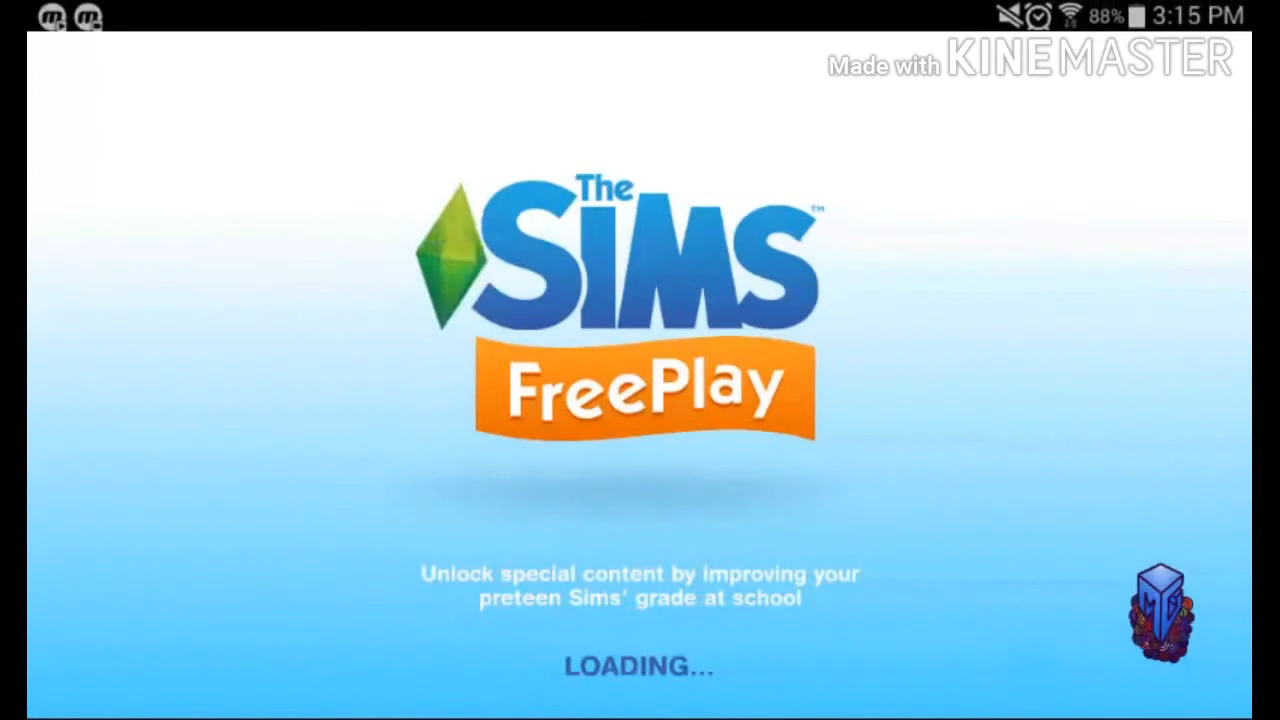 88% 3:15 PM
Made with KINEMASTER
The
SiMS™
FreePlay
Unlock special content by improving your
preteen Sims' grade at school
LOADING...